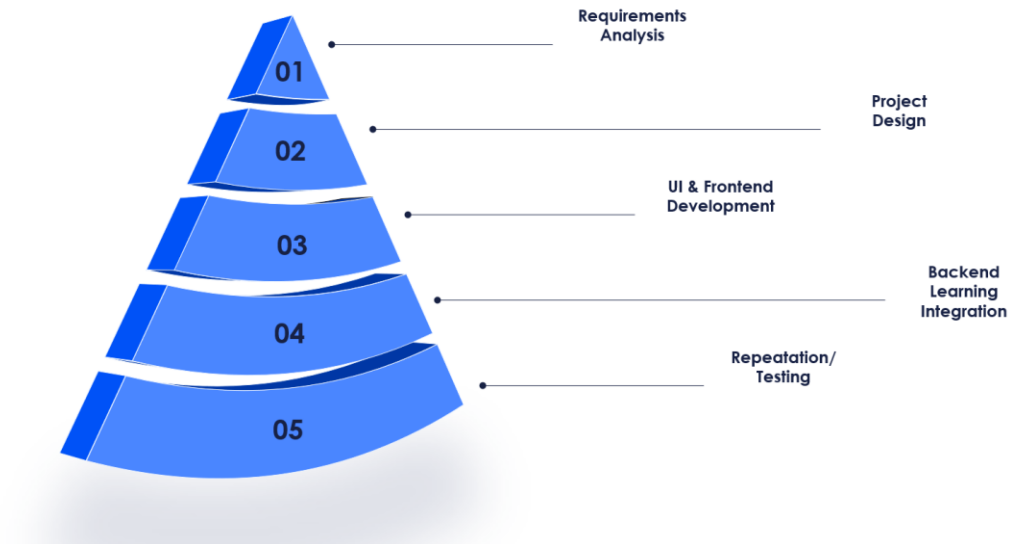 01
Requirements
Analysis
02
Project
Design
03
UI & Frontend
Development
04
Backend
Learning
Integration
05
Repeatation/
Testing